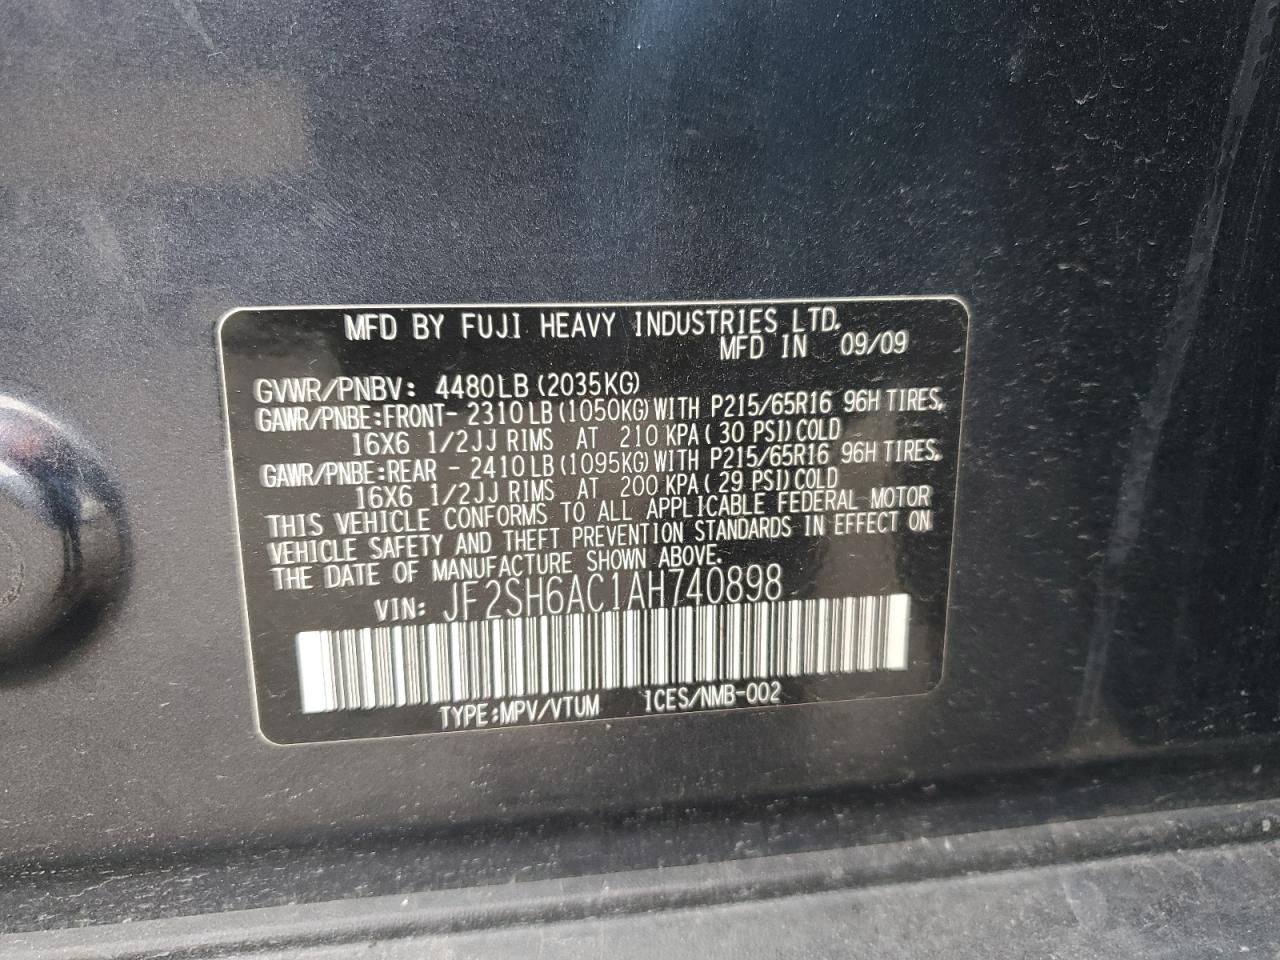 MFD BY FUJI HEAVY INDUSTRIES LTD.
MFD IN 09/09
GVWR/PNBV: 4480LB (2035KG)
GAWR/PNBE:FRONT- 2310LB(1050KG)WITH P215/65R16 96H TIRES,
16X6 1/2JJ RIMS AT 210 KPA( 30 PSI)COLD
GAWR/PNBE:REAR - 2410LB(1095KG)WITH P215/65R16 96H TIRES.
16X6 1/2JJ RIMS AT 200 KPA( 29 PSI)COLD
THIS VEHICLE CONFORMS TO ALL APPLICABLE FEDERAL MOTOR
VEHICLE SAFETY AND THEFT PREVENTION STANDARDS IN EFFECT ON
THE DATE OF MANUFACTURE SHOWN ABOVE.
VIN: JF2SH6AC1AH740898
TYPE:MPV/VTUM ICES/NMB-002